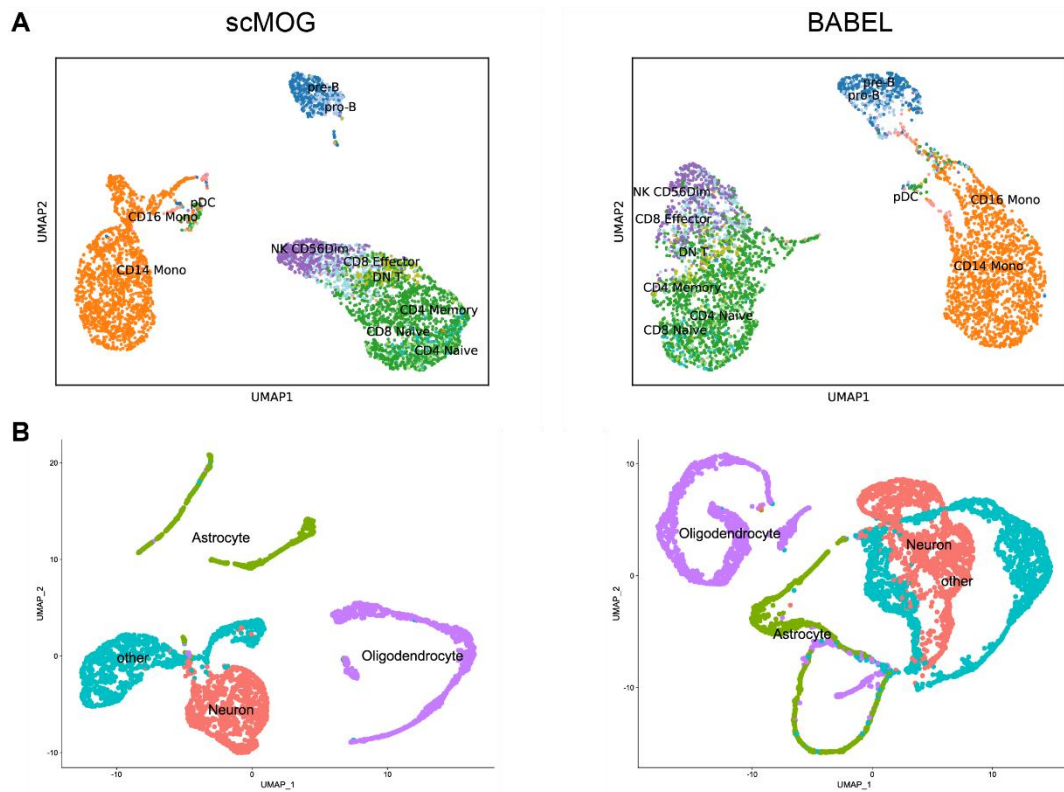 A
scMOG
BABEL
pre-B
pro-B
pDC
CD16 Mono
CD14 Mono
NK CD56Dim
CD8 Effector
DN T
CD4 Memory
CD8 Naive
CD4 Naive
UMAP2
UMAP1
pre-B
pro-B
NK CD56Dim
CD8 Effector
DN T
CD4 Memory
CD4 Naive
CD8 Naive
pDC
CD16 Mono
CD14 Mono
UMAP2
UMAP1
B
20
10
0
-10
UMAP_2
Astrocyte
other
Neuron
Oligodendrocyte
-10
0
10
UMAP_1
10
0
-10
UMAP_2
Oligodendrocyte
Neuron
other
Astrocyte
-10
0
10
UMAP_1